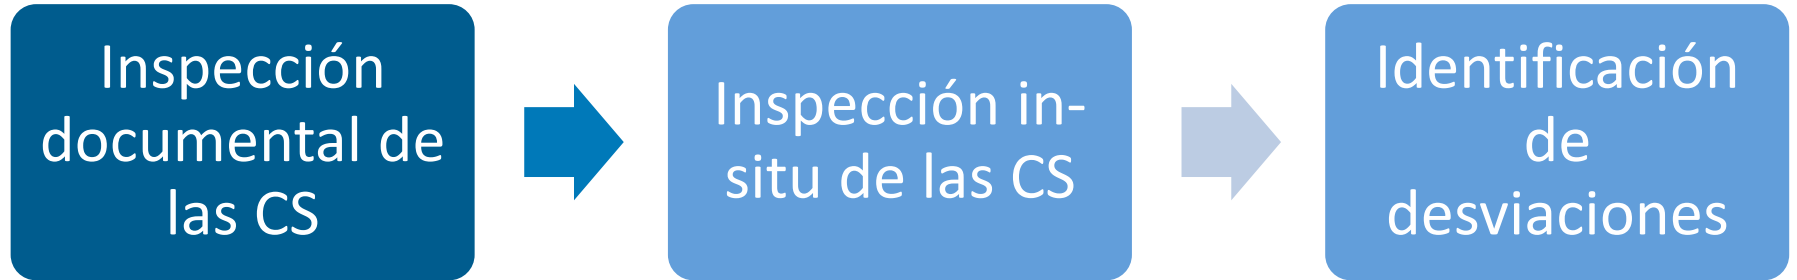 Inspección
documental de
las CS
Inspección in-
situ de las CS
Identificación
de
desviaciones